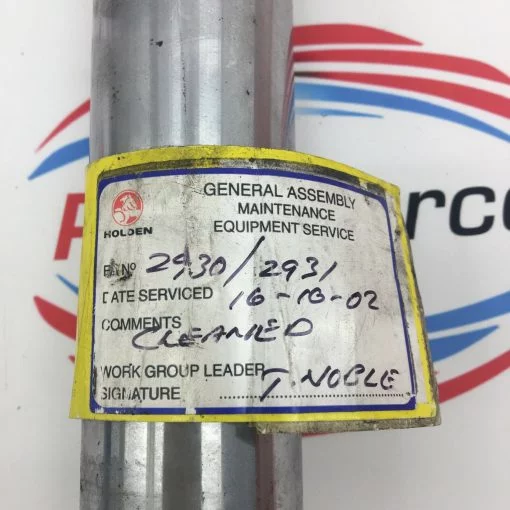 HOLDEN
GENERAL ASSEMBLY
MAINTENANCE
EQUIPMENT SERVICE
2930/2931
DATE SERVICED 16-10-02
COMMENTS
CLEANED
WORK GROUP LEADER
SIGNATURE T. NOBLE